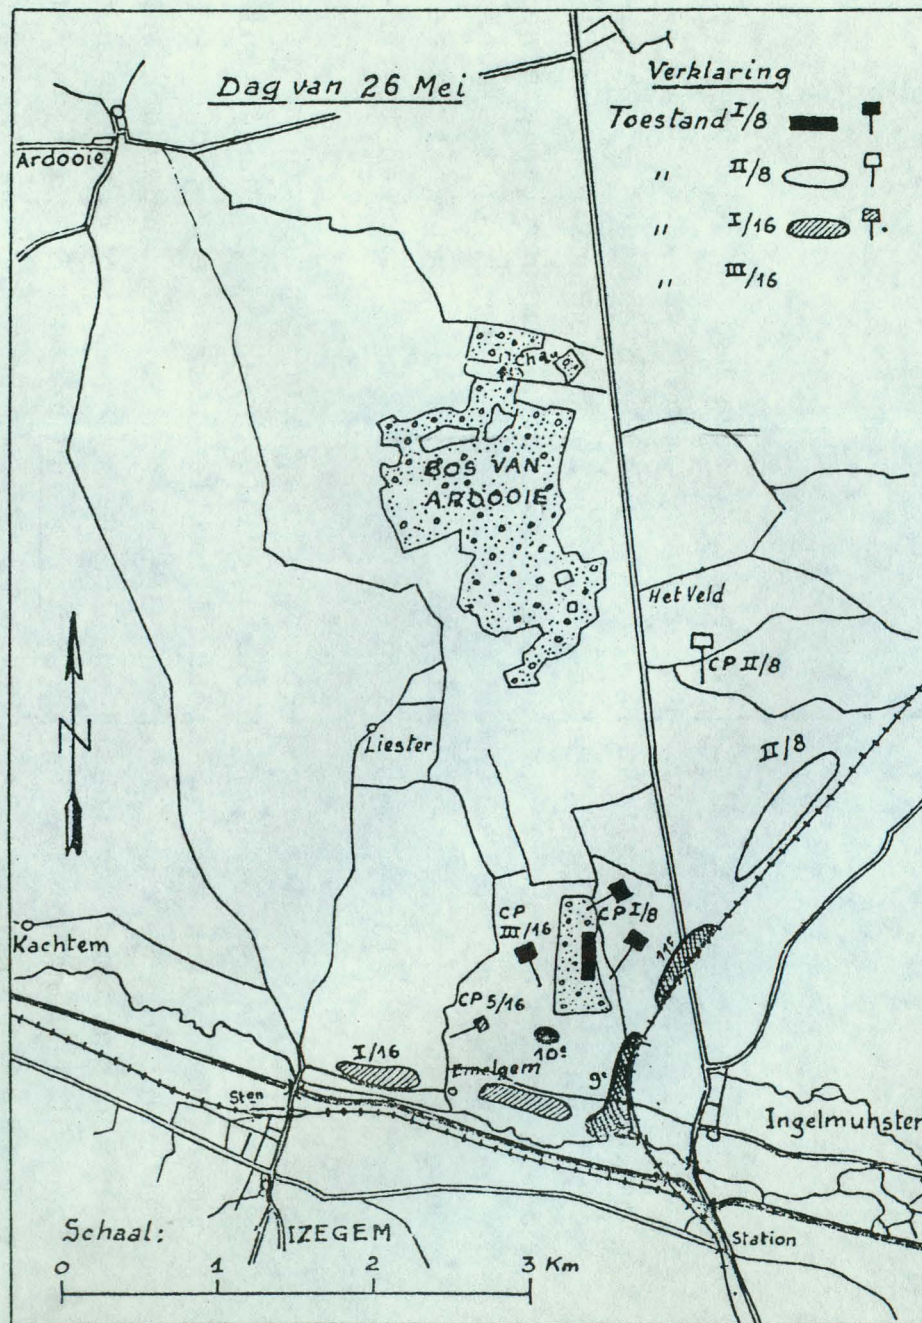 Dag van 26 Mei
Verklaring
Toestand I/8
" II/8
" I/16
" III/16
Ardooie
Chau
BOS VAN
ARDOOIE
Het Veld
CP II/8
N
Liester
II/8
CP
III/16
CP I/8
Kachtem
CP 5/16
11e
10e
I/16
Emelgem
9e
Sten
Ingelmunster
Schaal:
IZEGEM
Station
0 1 2 3 Km